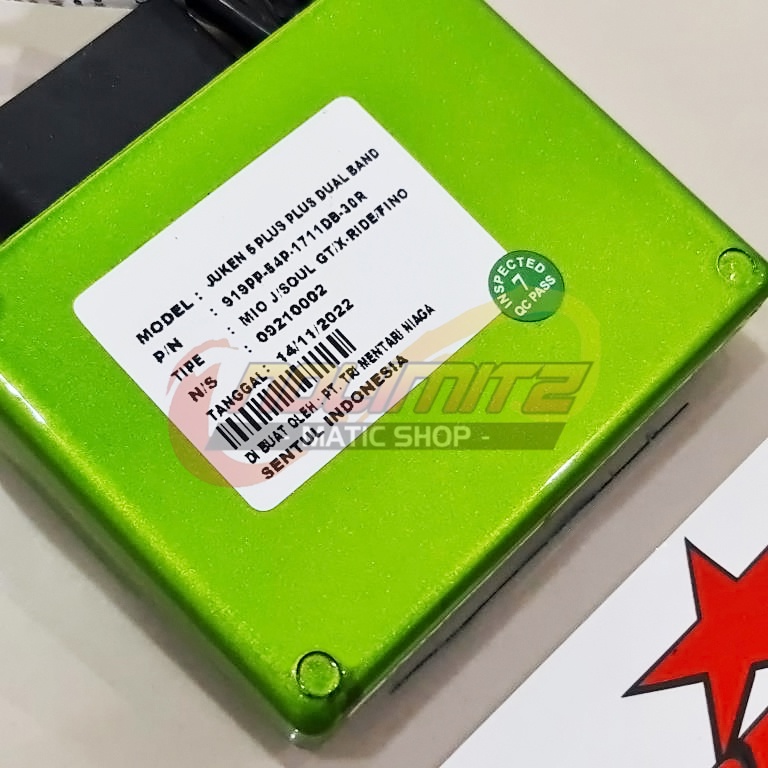 MODEL : JUKEN 5 PLUS PLUS DUAL BAND
P/N : 919PP-54P-1711DB-30R
TIPE : MIO J/SOUL GT/X-RIDE/FINO
N/S : 09210002
TANGGAL : 14/11/2022
DI BUAT OLEH : PT. TRI MENTARI NIAGA
SENTUL INDONESIA
INSPECTED
7
QC PASS
- MATIC SHOP -